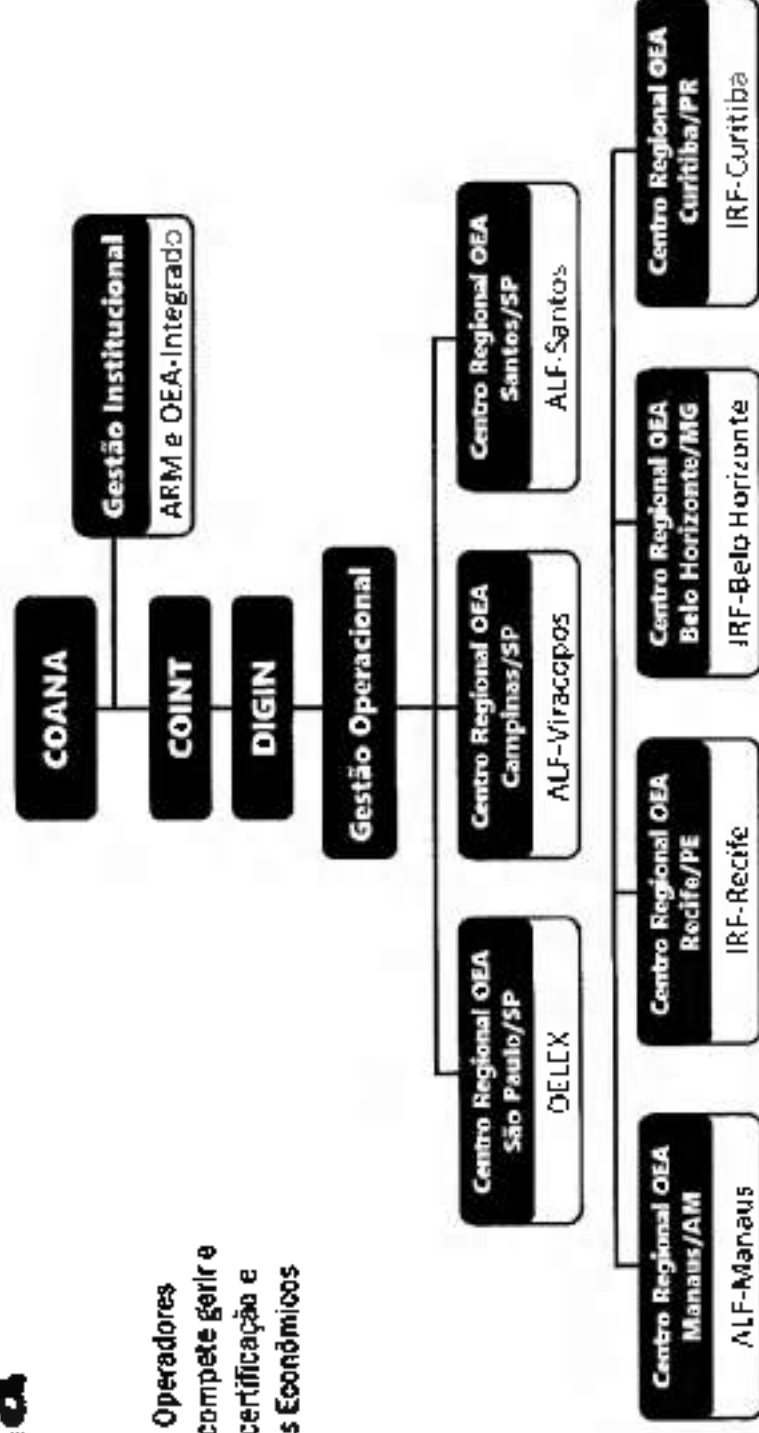 Operadores
compete gerir e
certificação e
s Econômicos
COANA
Gestão Institucional
ARM e OEA-Integrado
COINT
DIGIN
Gestão Operacional
Centro Regional OEA
São Paulo/SP
DELEX
Centro Regional OEA
Campinas/SP
ALF-Viracopos
Centro Regional OEA
Santos/SP
ALF-Santos
Centro Regional OEA
Manaus/AM
ALF-Manaus
Centro Regional OEA
Recife/PE
IRF-Recife
Centro Regional OEA
Belo Horizonte/MG
IRF-Belo Horizonte
Centro Regional OEA
Curitiba/PR
IRF-Curitiba